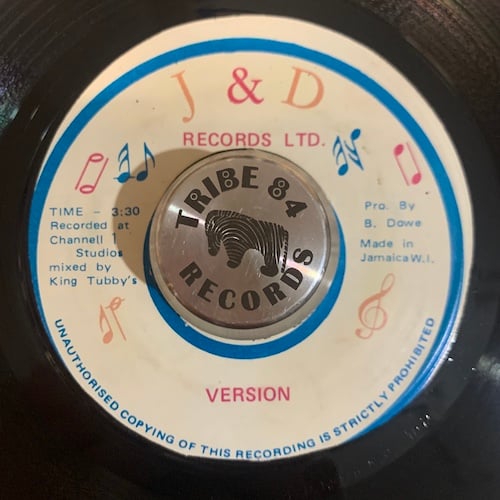 J & D
RECORDS LTD.
TIME - 3:30
Recorded at
Channell 1
Studios
mixed by
King Tubby's
TRIBE 84
RECORDS
Pro. By
B. Dowe
Made in
Jamaica W.I.
VERSION
UNAUTHORISED COPYING OF THIS RECORDING IS STRICTLY PROHIBITED